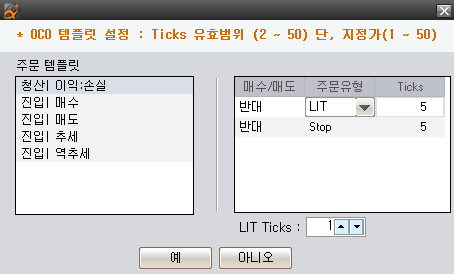 * OCO 템플릿 설정 : Ticks 유효범위 (2 ~ 50) 단, 지정가(1 ~ 50)
주문 템플릿
청산| 이익;손실
진입| 매수
진입| 매도
진입| 추세
진입| 역추세
매수/매도 주문유형 Ticks
반대 LIT 5
반대 Stop 5
LIT Ticks : 1
예 아니오